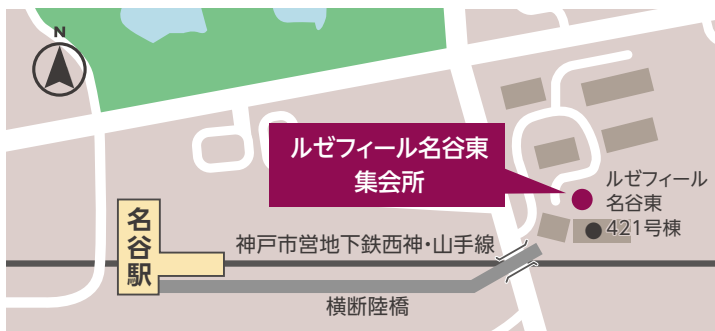 N
ルゼフィール名谷東
集会所
ルゼフィール
名谷東
421号棟
名谷駅
神戸市営地下鉄西神・山手線
横断陸橋